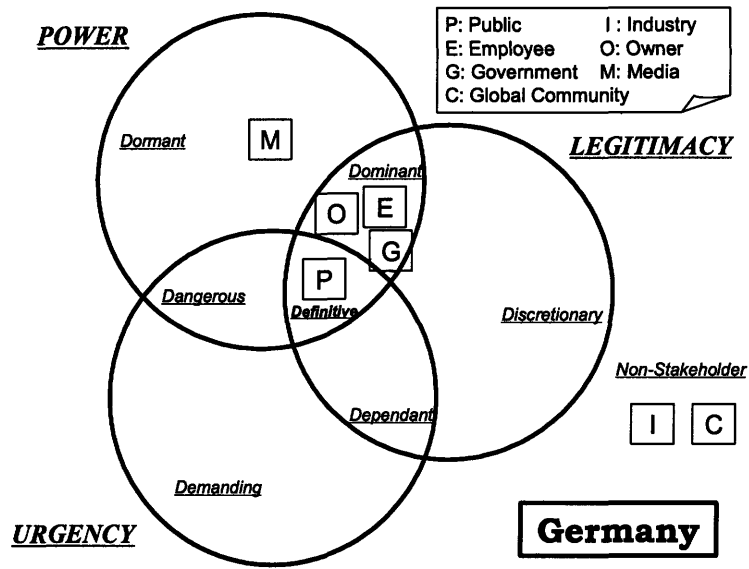 POWER
P: Public I : Industry
E: Employee O: Owner
G: Government M: Media
C: Global Community
LEGITIMACY
Dormant
M
Dominant
O
E
G
P
Dangerous
Definitive
Discretionary
Non-Stakeholder
I C
Dependant
Demanding
URGENCY
Germany